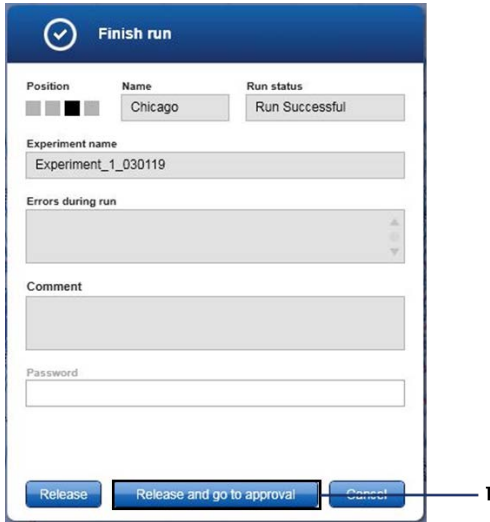 Finish run
Position Name Run status
Chicago Run Successful
Experiment name
Experiment_1_030119
Errors during run
Comment
Password
Release Release and go to approval Cancel 1